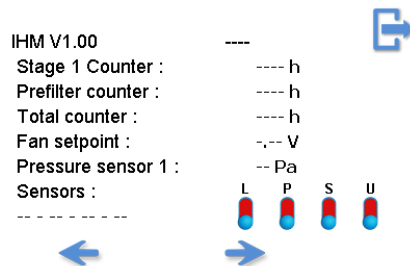 IHM V1.00 ----
Stage 1 Counter : ---- h
Prefilter counter : ---- h
Total counter : ---- h
Fan setpoint : -.-- V
Pressure sensor 1 : -- Pa
Sensors : L P S U
-- - -- - -- - --